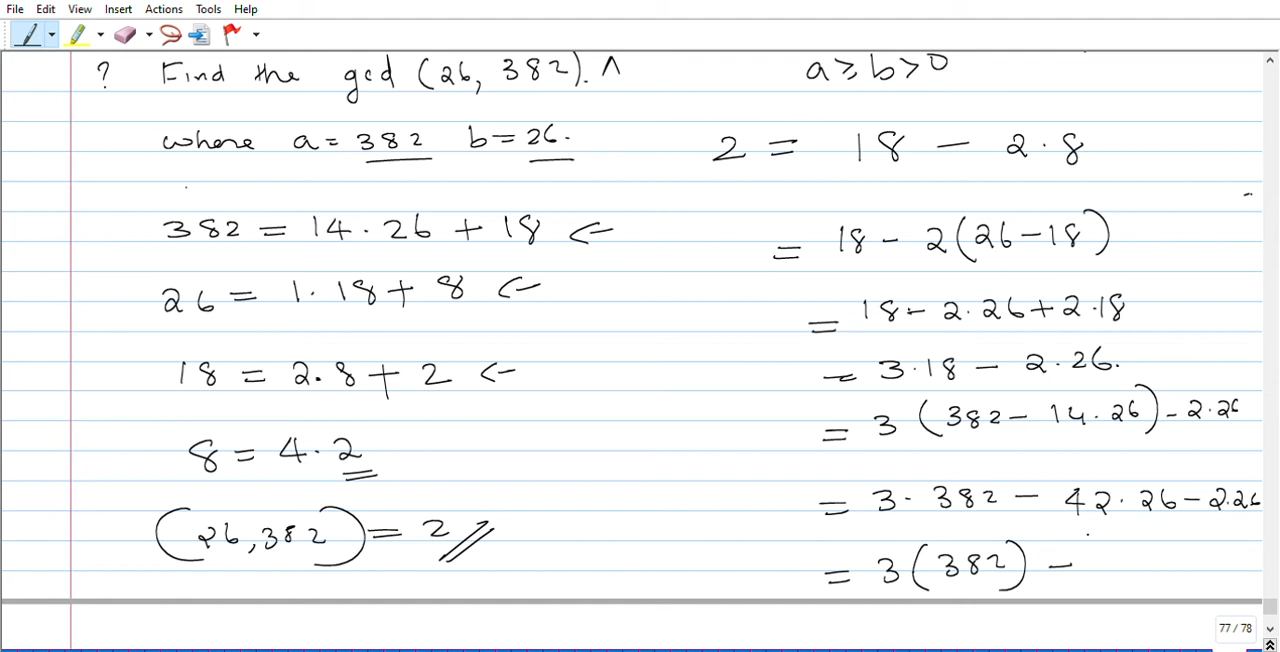 File Edit View Insert Actions Tools Help
? Find the gcd (26, 382). ^
where a = 382 b = 26.
382 = 14.26 + 18 ←
26 = 1.18 + 8 ←
18 = 2.8 + 2 ←
8 = 4.2
(26,382) = 2 //
a ≥ b > 0
2 = 18 - 2.8
= 18 - 2(26-18)
= 18 - 2.26 + 2.18
= 3.18 - 2.26.
= 3 (382 - 14.26) - 2.26
= 3. 382 - 42.26 - 2.26
= 3(382) -
77 / 78